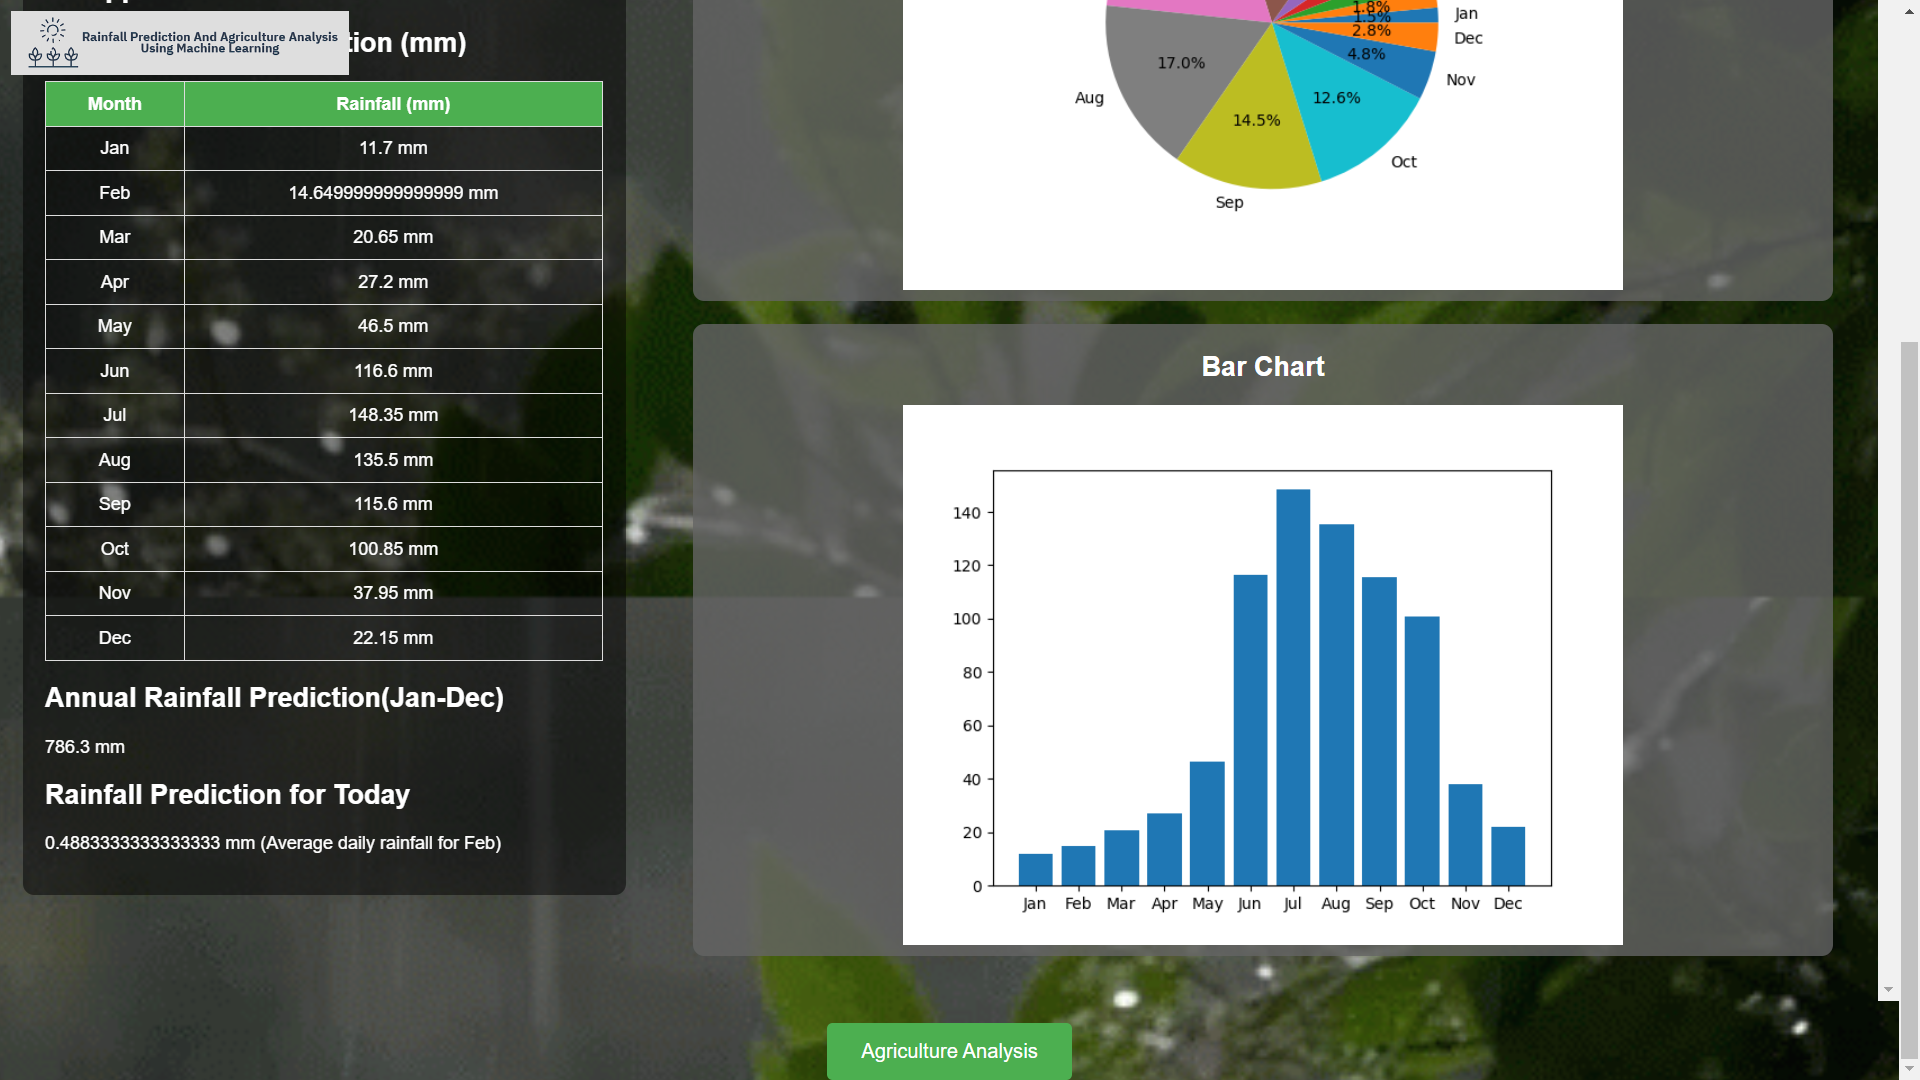 Rainfall Prediction And Agriculture Analysis
Using Machine Learning
tion (mm)
Month Rainfall (mm)
Jan 11.7 mm
Feb 14.649999999999999 mm
Mar 20.65 mm
Apr 27.2 mm
May 46.5 mm
Jun 116.6 mm
Jul 148.35 mm
Aug 135.5 mm
Sep 115.6 mm
Oct 100.85 mm
Nov 37.95 mm
Dec 22.15 mm
Annual Rainfall Prediction(Jan-Dec)
786.3 mm
Rainfall Prediction for Today
0.4883333333333333 mm (Average daily rainfall for Feb)
1.8%
1.5% Jan
2.8% Dec
4.8% Nov
17.0%
Aug
12.6%
14.5%
Oct
Sep
Bar Chart
140
120
100
80
60
40
20
0
Jan Feb Mar Apr May Jun Jul Aug Sep Oct Nov Dec
Agriculture Analysis